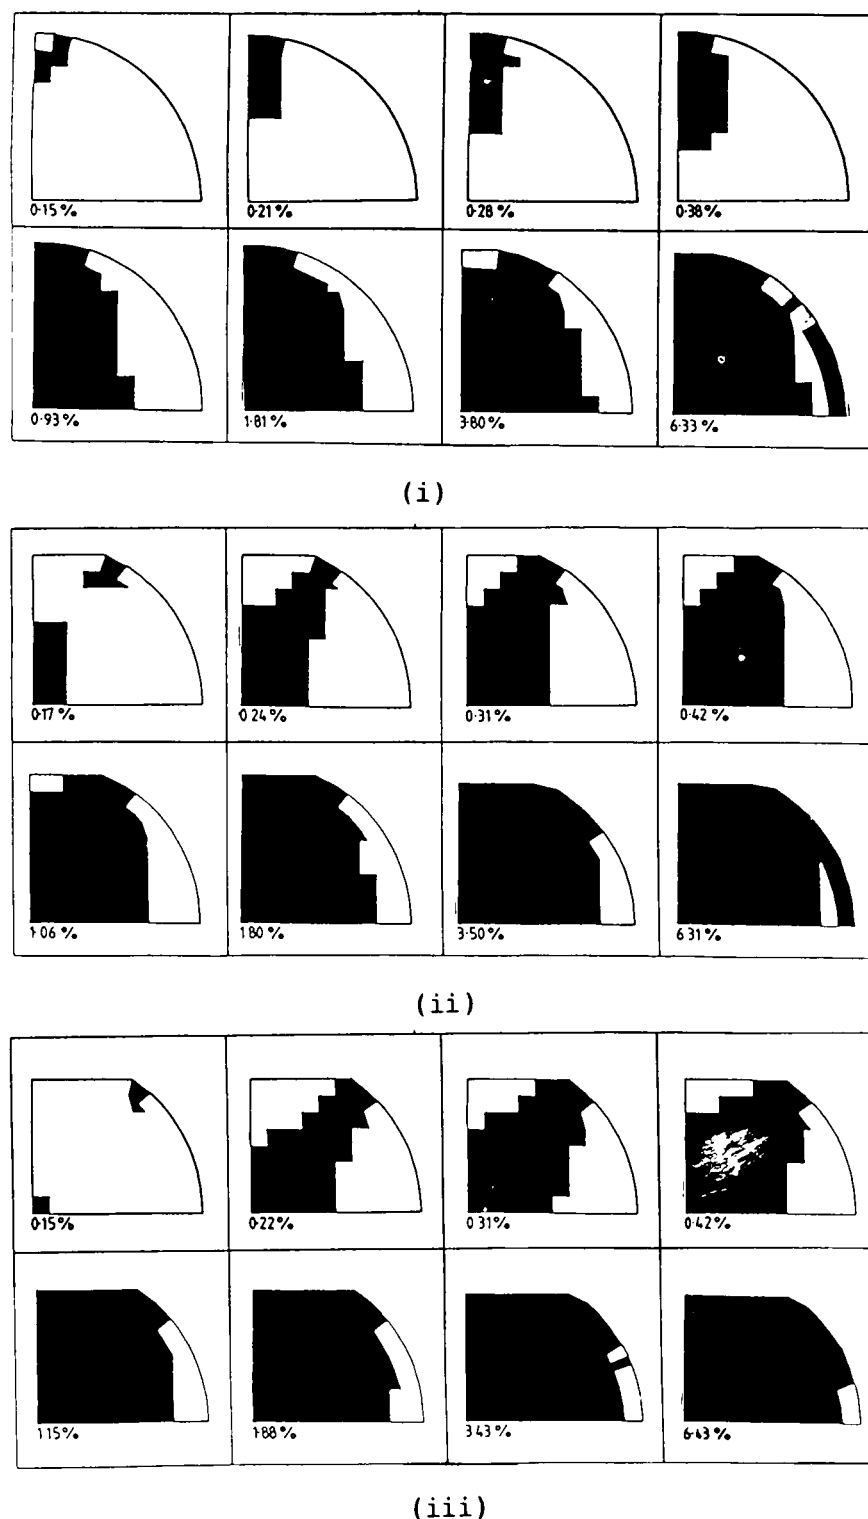 0·15% 0·21% 0·28% 0·38%
0·93% 1·81% 3·80% 6·33%
(i)
0·17% 0·24% 0·31% 0·42%
1·06% 1·80% 3·50% 6·31%
(ii)
0·15% 0·22% 0·31% 0·42%
1·15% 1·88% 3·43% 6·43%
(iii)